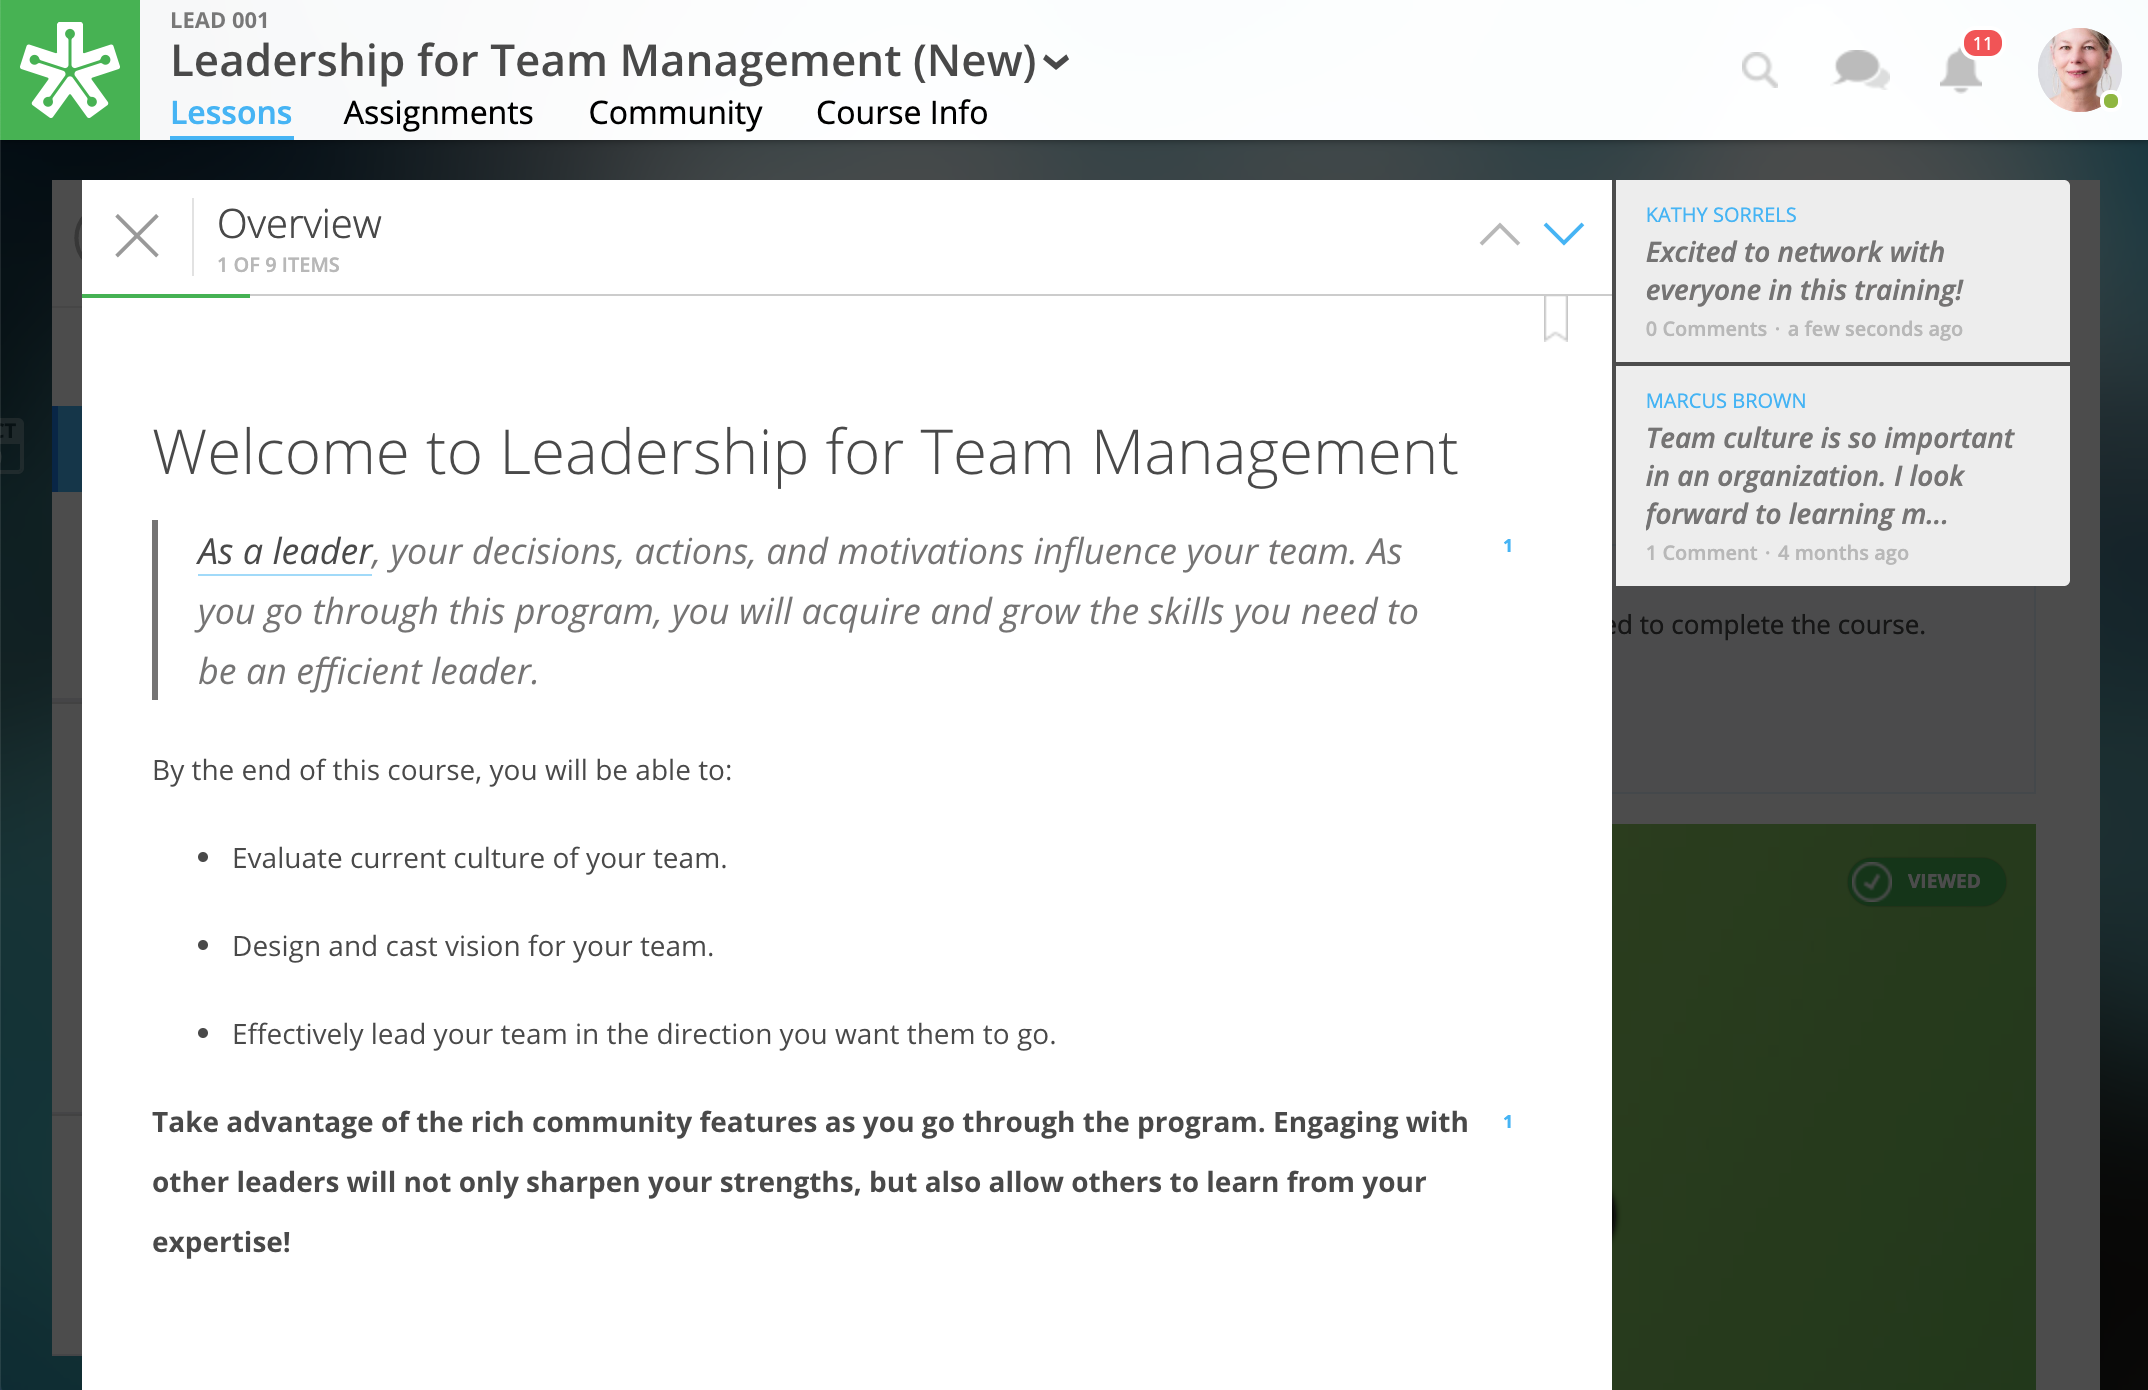 LEAD 001
Leadership for Team Management (New)
Lessons Assignments Community Course Info
11
Overview
1 OF 9 ITEMS
Welcome to Leadership for Team Management
As a leader, your decisions, actions, and motivations influence your team. As
1
you go through this program, you will acquire and grow the skills you need to
be an efficient leader.
By the end of this course, you will be able to:
• Evaluate current culture of your team.
• Design and cast vision for your team.
• Effectively lead your team in the direction you want them to go.
Take advantage of the rich community features as you go through the program. Engaging with
1
other leaders will not only sharpen your strengths, but also allow others to learn from your
expertise!
KATHY SORRELS
Excited to network with
everyone in this training!
0 Comments · a few seconds ago
MARCUS BROWN
Team culture is so important
in an organization. I look
forward to learning m...
1 Comment · 4 months ago
to complete the course.
VIEWED